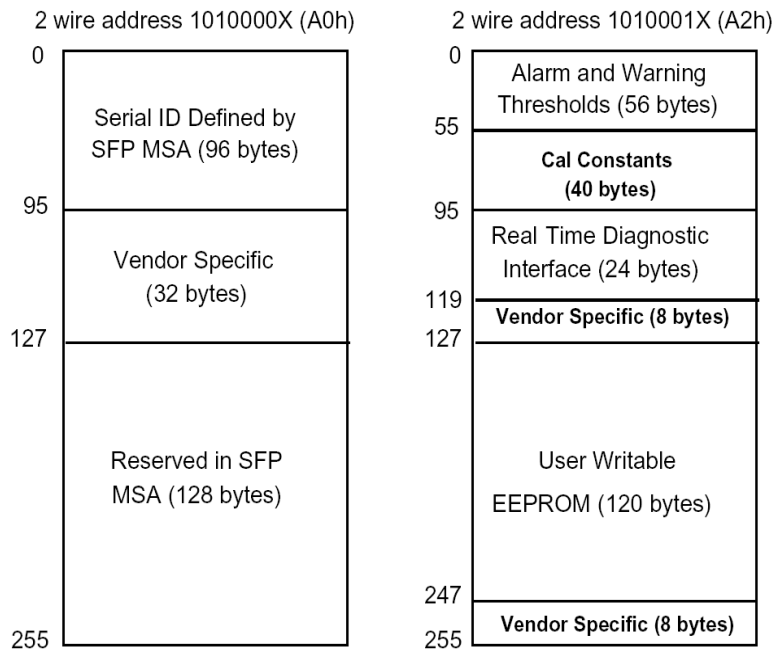 2 wire address 1010000X (A0h)
0
Serial ID Defined by
SFP MSA (96 bytes)
95
Vendor Specific
(32 bytes)
127
Reserved in SFP
MSA (128 bytes)
255
2 wire address 1010001X (A2h)
0
Alarm and Warning
Thresholds (56 bytes)
55
Cal Constants
(40 bytes)
95
Real Time Diagnostic
Interface (24 bytes)
119
Vendor Specific (8 bytes)
127
User Writable
EEPROM (120 bytes)
247
Vendor Specific (8 bytes)
255